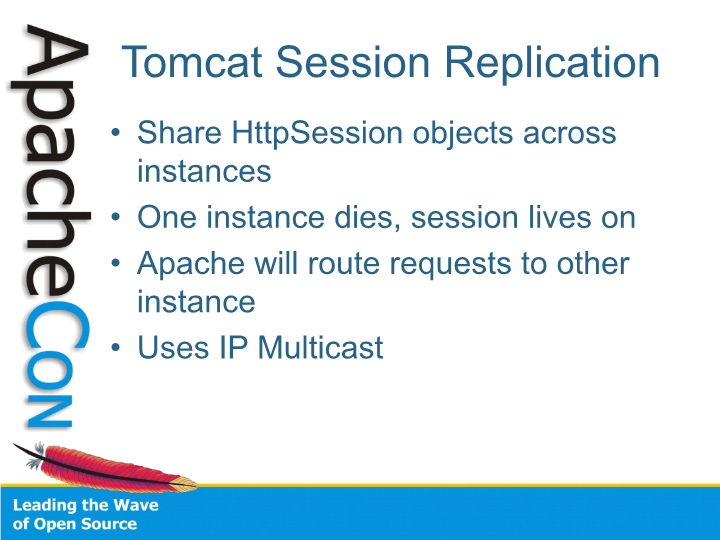 ApacheCon
Tomcat Session Replication
• Share HttpSession objects across
instances
• One instance dies, session lives on
• Apache will route requests to other
instance
• Uses IP Multicast
Leading the Wave
of Open Source